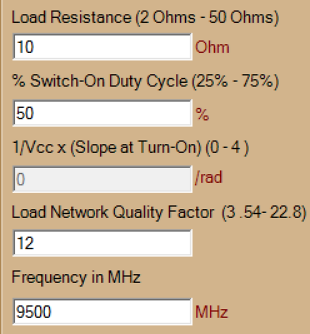 Load Resistance (2 Ohms - 50 Ohms)
10 Ohm
% Switch-On Duty Cycle (25% - 75%)
50 %
1/Vcc x (Slope at Turn-On) (0 - 4 )
0 /rad
Load Network Quality Factor (3 .54- 22.8)
12
Frequency in MHz
9500 MHz